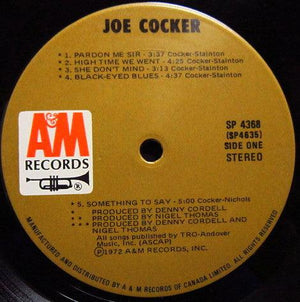 JOE COCKER
* 1. PARDON ME SIR - 3:37 Cocker-Stainton
* 2. HIGH TIME WE WENT - 4:25 Cocker-Stainton
* 3. SHE DON'T MIND - 3:13 Cocker-Stainton
* 4. BLACK-EYED BLUES - 4:37 Cocker-Stainton
SP 4368
(SP4635)
SIDE ONE
STEREO
A&M
RECORDS
* 5. SOMETHING TO SAY - 5:00 Cocker-Nichols
PRODUCED BY DENNY CORDELL
PRODUCED BY NIGEL THOMAS
PRODUCED BY DENNY CORDELL and
NIGEL THOMAS
All songs published by TRO-Andover
Music, Inc. (ASCAP)
℗1972 A&M RECORDS, INC.
MANUFACTURED AND DISTRIBUTED BY A & M RECORDS OF CANADA LIMITED.